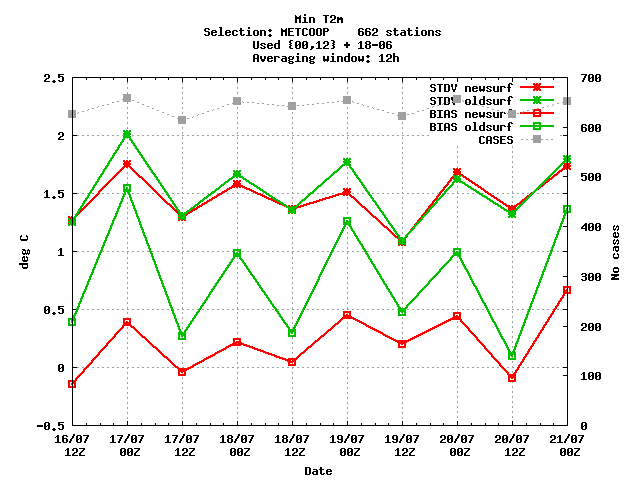 Min T2m
Selection: METCOOP    662 stations
Used {00,12} + 18-06
Averaging window: 12h
STDV newsurf
STDV oldsurf
BIAS newsurf
BIAS oldsurf
CASES
2.5
2
1.5
1
0.5
0
-0.5
deg C
700
600
500
400
300
200
100
0
No cases
16/07 17/07 17/07 18/07 18/07 19/07 19/07 20/07 20/07 21/07
12Z 00Z 12Z 00Z 12Z 00Z 12Z 00Z 12Z 00Z
Date